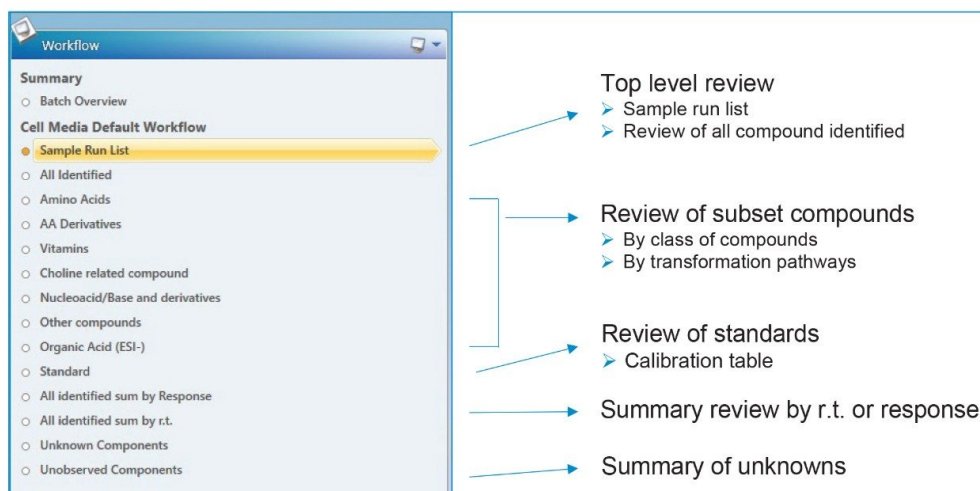 Workflow
Summary
Batch Overview
Cell Media Default Workflow
Sample Run List
All Identified
Amino Acids
AA Derivatives
Vitamins
Choline related compound
Nucleoacid/Base and derivatives
Other compounds
Organic Acid (ESI-)
Standard
All identified sum by Response
All identified sum by r.t.
Unknown Components
Unobserved Components
Top level review
➤ Sample run list
➤ Review of all compound identified
Review of subset compounds
➤ By class of compounds
➤ By transformation pathways
Review of standards
➤ Calibration table
Summary review by r.t. or response
Summary of unknowns